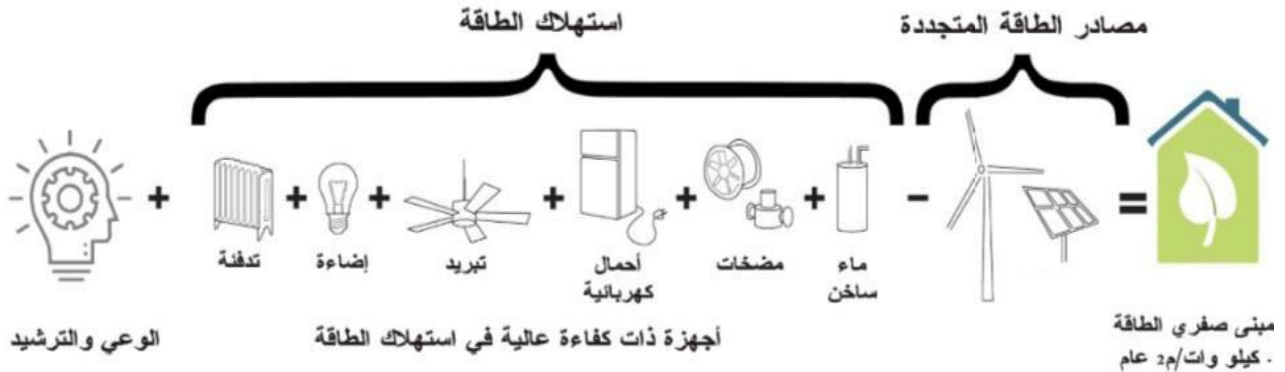 مصادر الطاقة المتجددة
استهلاك الطاقة
+ + + + + + - =
تدفئة
إضاءة
تبريد
أحمال
كهربائية
مضخات
ماء
ساخن
الوعي والترشيد
أجهزة ذات كفاءة عالية في استهلاك الطاقة
مبنى صفري الطاقة
٠ كيلو وات/م2 عام